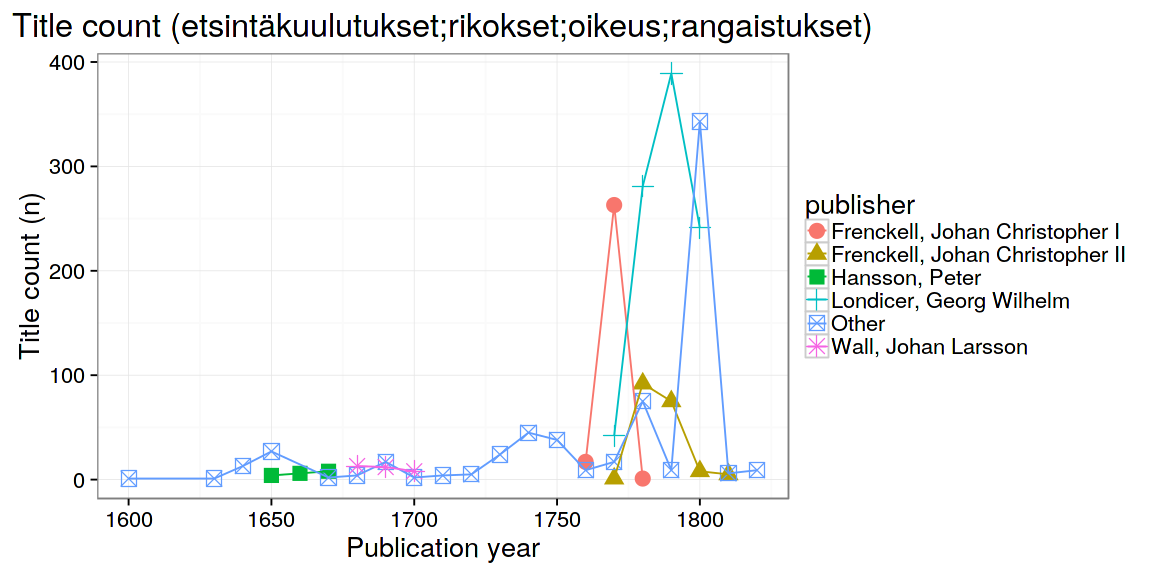 Title count (etsintäkuulutukset;rikokset;oikeus;rangaistukset)
400
300
200
100
0
Title count (n)
1600
1650
1700
1750
1800
Publication year
publisher
Frenckell, Johan Christopher I
Frenckell, Johan Christopher II
Hansson, Peter
Londicer, Georg Wilhelm
Other
Wall, Johan Larsson